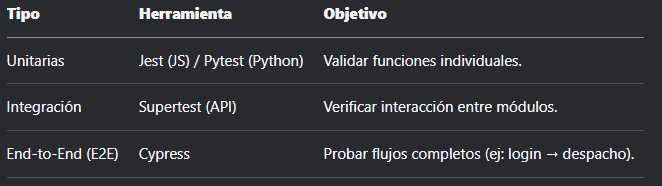 Tipo Herramienta Objetivo
Unitarias Jest (JS) / Pytest (Python) Validar funciones individuales.
Integración Supertest (API) Verificar interacción entre módulos.
End-to-End (E2E) Cypress Probar flujos completos (ej: login → despacho).